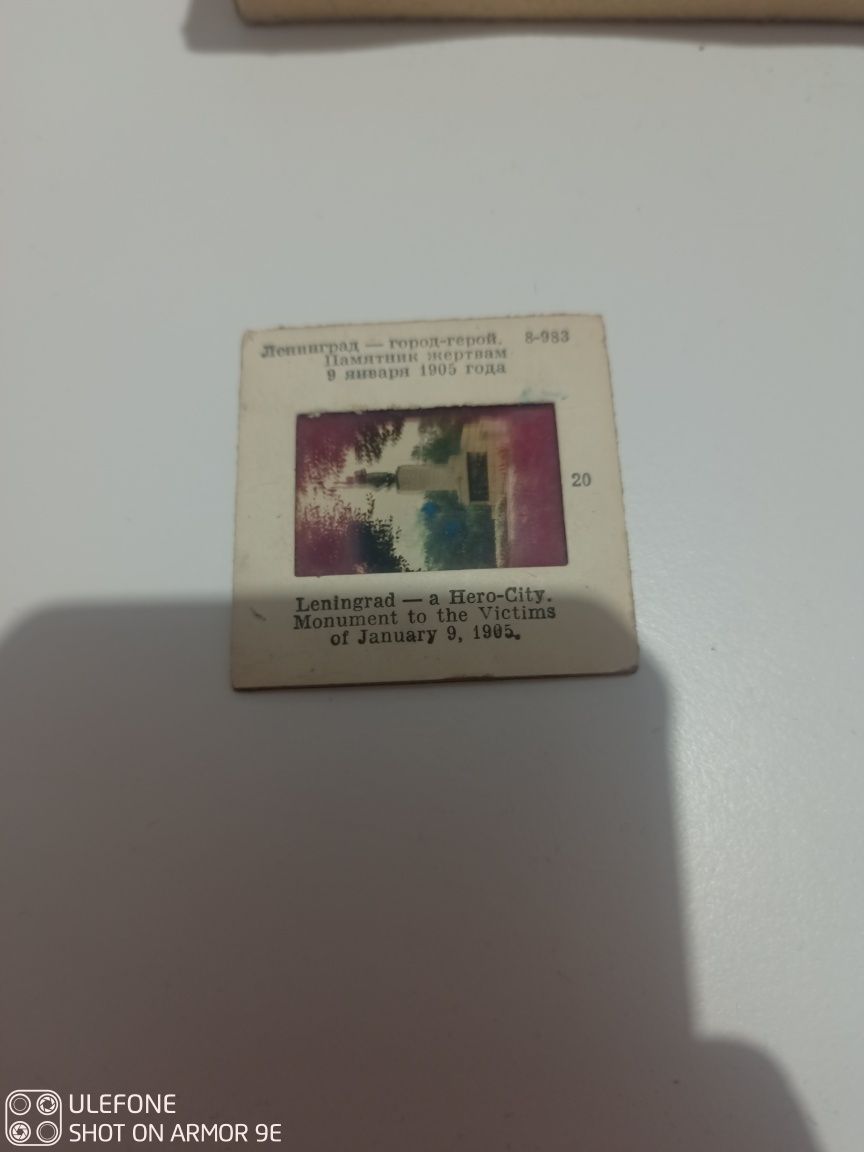 Ленинград — город-герой. 8-983
Памятник жертвам
9 января 1905 года
20
Leningrad — a Hero-City.
Monument to the Victims
of January 9, 1905.
ULEFONE
SHOT ON ARMOR 9E